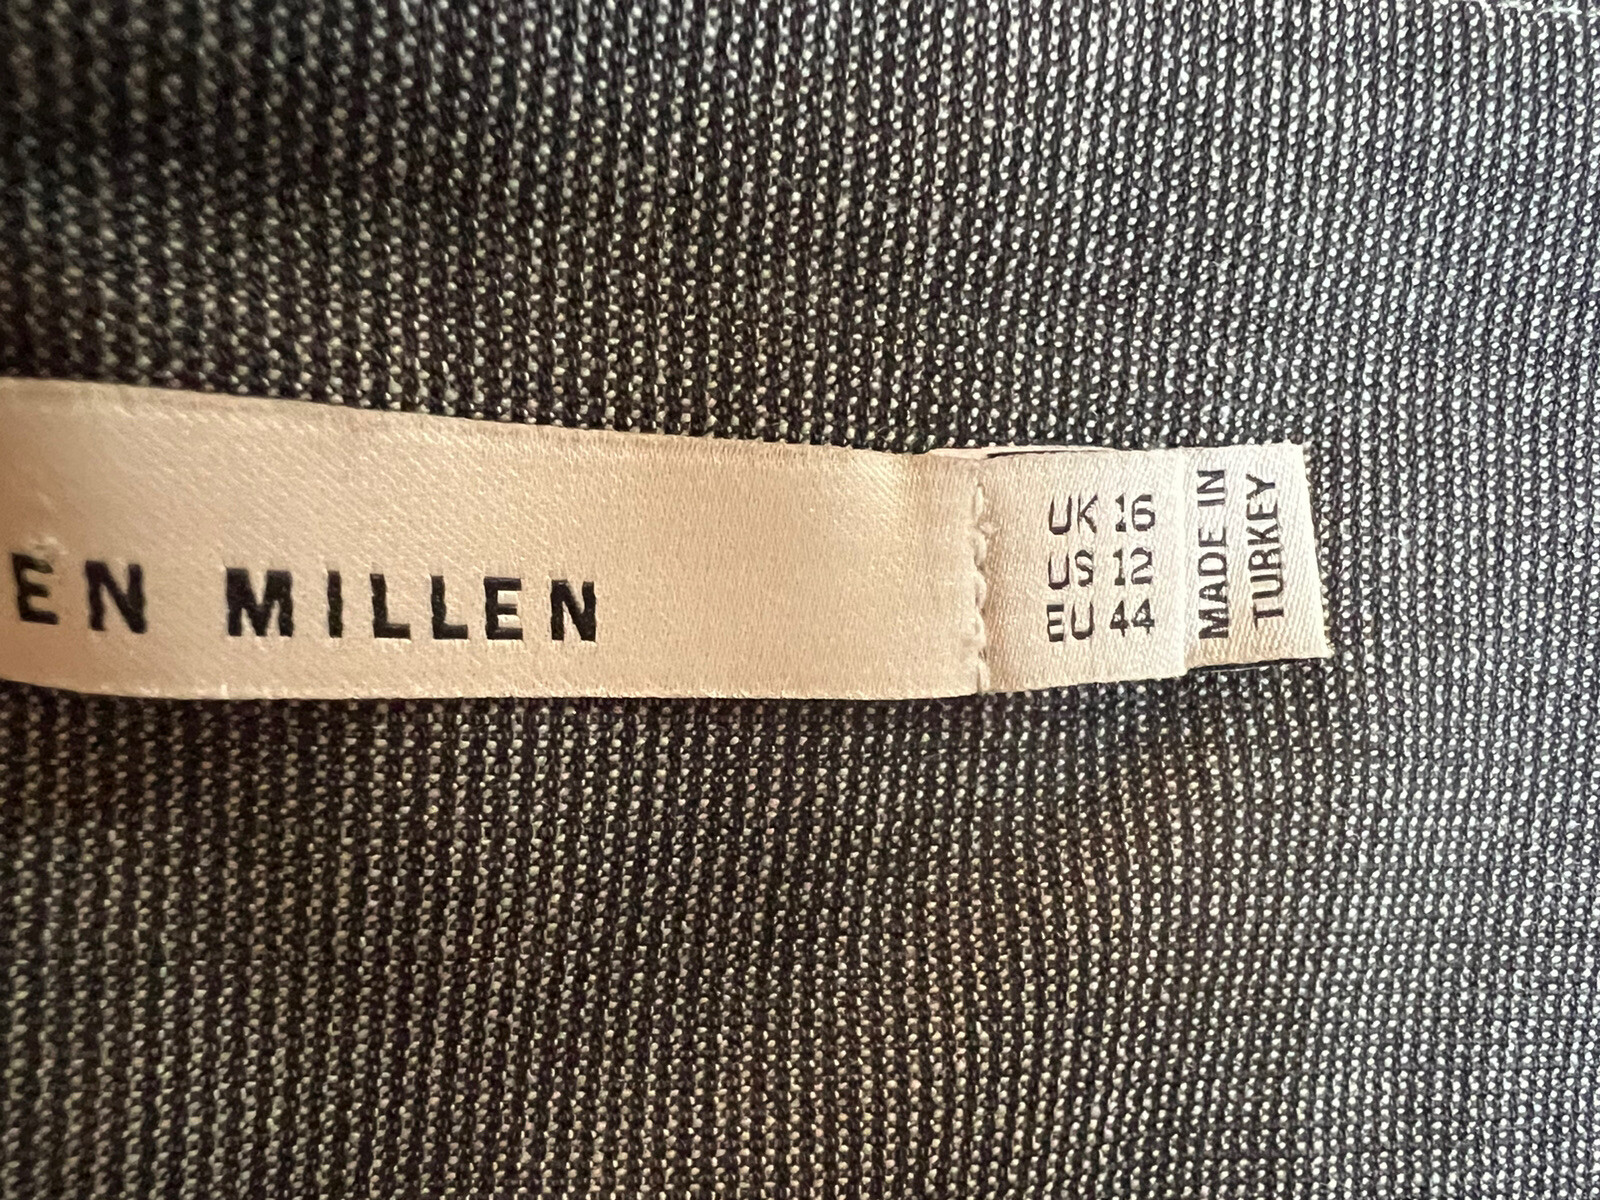 EN MILLEN
UK 16
US 12
EU 44
MADE IN
TURKEY